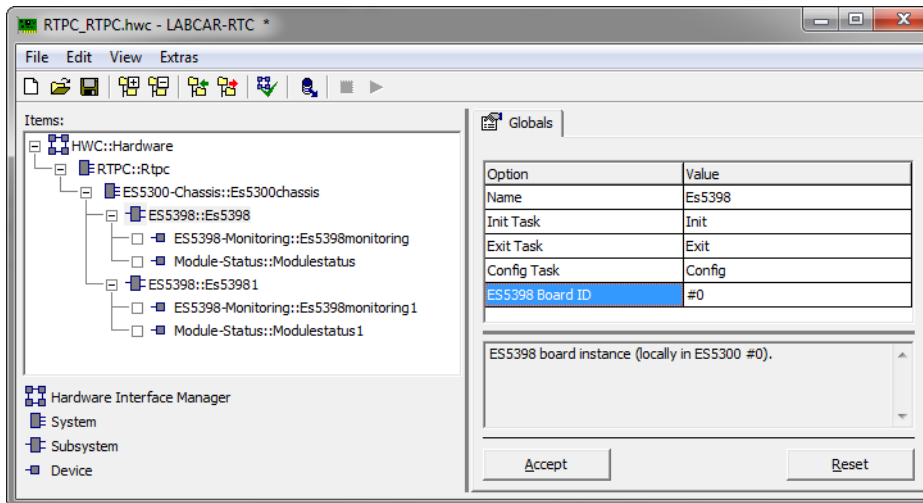 RTPC_RTPC.hwc - LABCAR-RTC *
File Edit View Extras
Items:
HWC::Hardware
RTPC::Rtpc
ES5300-Chassis::Es5300chassis
ES5398::Es5398
ES5398-Monitoring::Es5398monitoring
Module-Status::Modulestatus
ES5398::Es53981
ES5398-Monitoring::Es5398monitoring1
Module-Status::Modulestatus1
Hardware Interface Manager
System
Subsystem
Device
Globals
Option Value
Name Es5398
Init Task Init
Exit Task Exit
Config Task Config
ES5398 Board ID #0
ES5398 board instance (locally in ES5300 #0).
Accept Reset